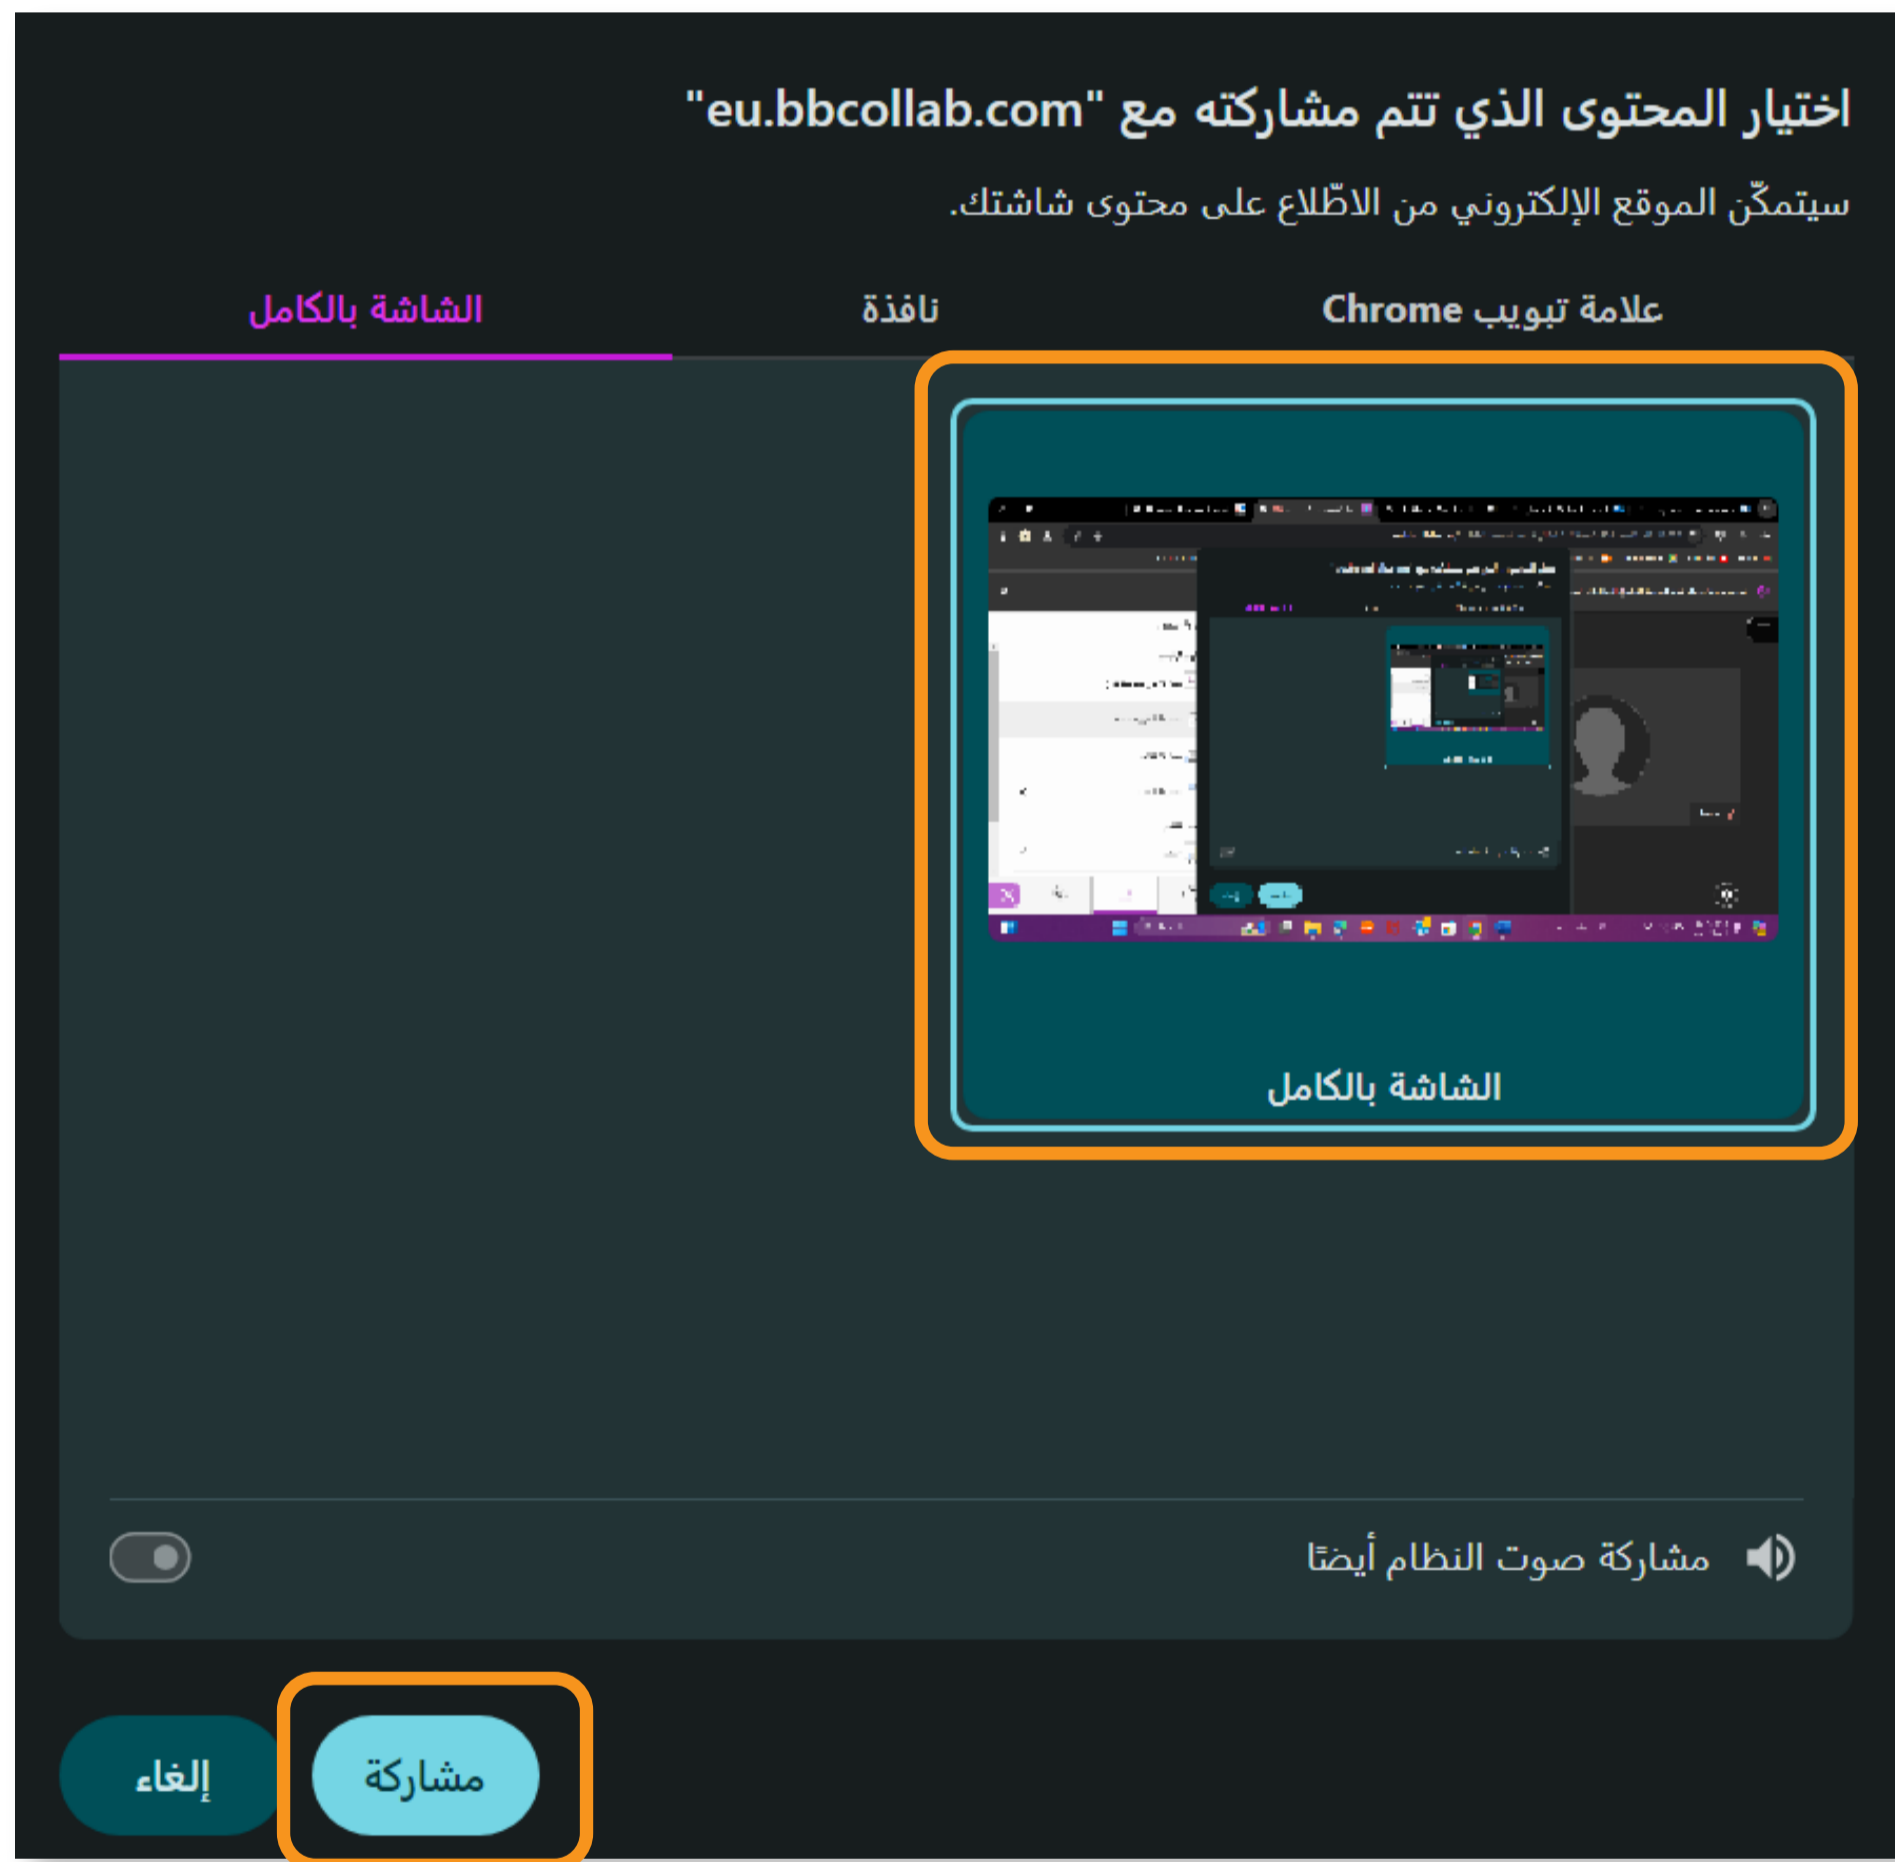 اختيار المحتوى الذي تتم مشاركته مع "eu.bbcollab.com"
سيتمكّن الموقع الإلكتروني من الاطّلاع على محتوى شاشتك.
علامة تبويب Chrome
نافذة
الشاشة بالكامل
الشاشة بالكامل
مشاركة صوت النظام أيضًا
مشاركة
إلغاء